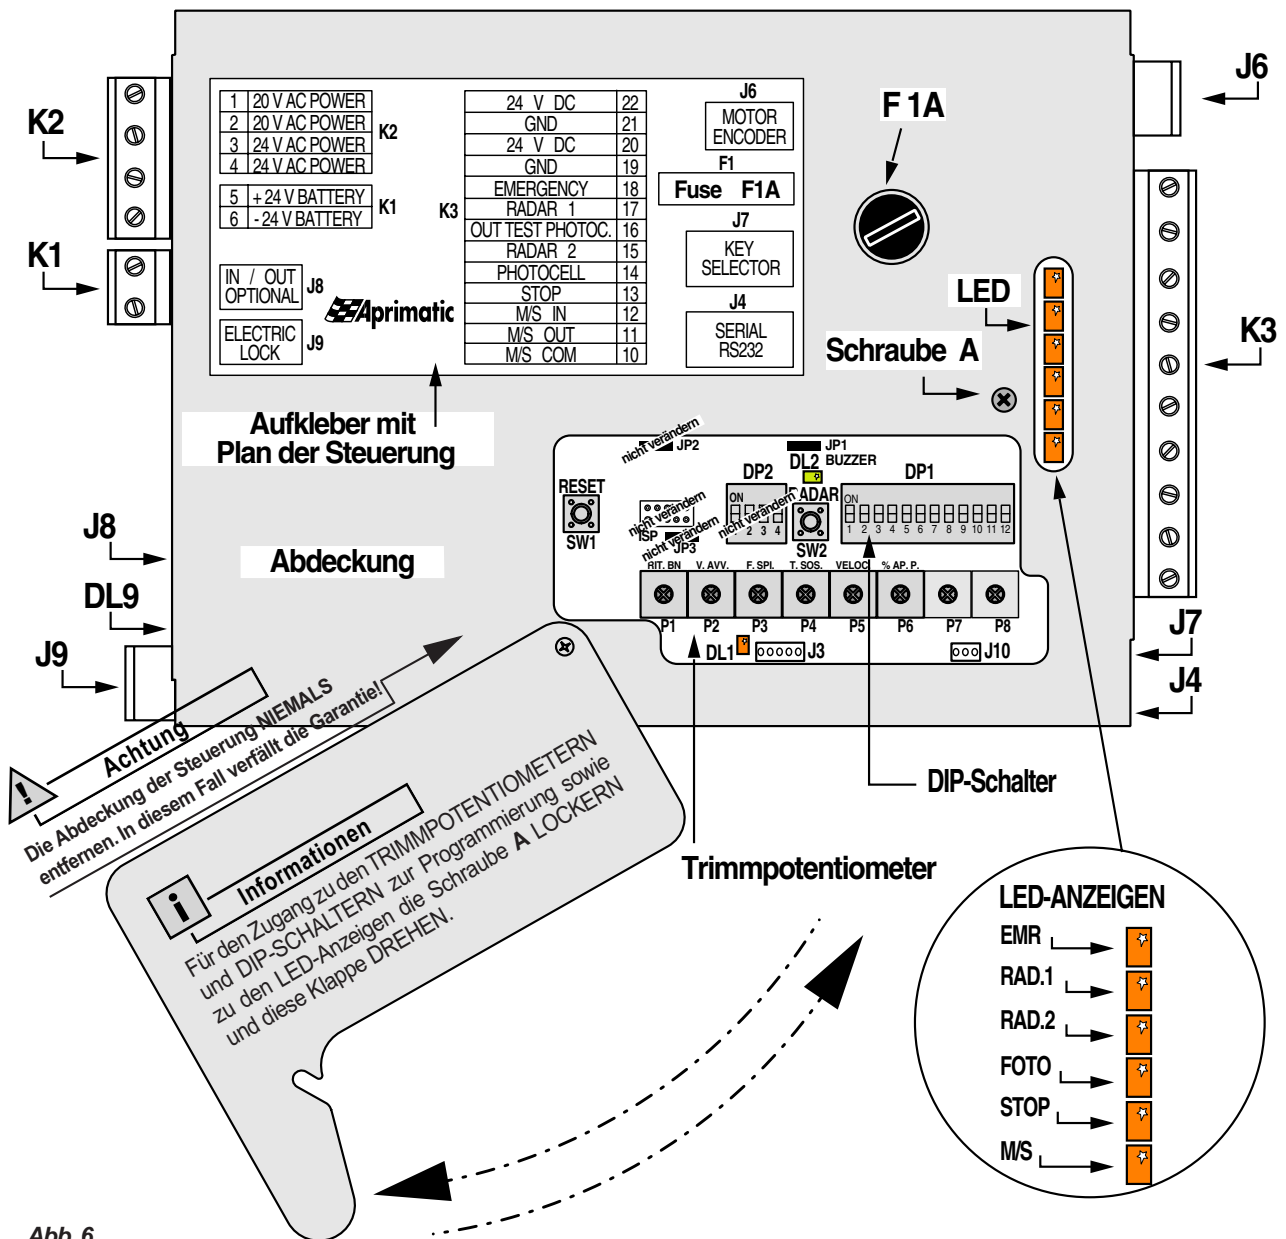 K2
K1
J8
DL9
J9
1 20 V AC POWER
2 20 V AC POWER
3 24 V AC POWER
4 24 V AC POWER
K2
5 + 24 V BATTERY
6 - 24 V BATTERY
K1
IN / OUT
OPTIONAL
J8
ELECTRIC
LOCK
J9
Aprimatic
K3
24 V DC 22
GND 21
24 V DC 20
GND 19
EMERGENCY 18
RADAR 1 17
OUT TEST PHOTOC. 16
RADAR 2 15
PHOTOCELL 14
STOP 13
M/S IN 12
M/S OUT 11
M/S COM 10
J6
MOTOR
ENCODER
F1
Fuse F1A
J7
KEY
SELECTOR
J4
SERIAL
RS232
F 1A
LED
Schraube A
J6
K3
J7
J4
Aufkleber mit
Plan der Steuerung
Abdeckung
nicht verändern
JP2
JP1
DL2 BUZZER
DP2
DP1
RESET
SW1
nicht verändern
ISP
JP3
nicht verändern
ON
2 3 4
nicht verändern
RADAR
SW2
ON
1 2 3 4 5 6 7 8 9 10 11 12
RIT. BN V. AVV. F. SPI. T. SOS. VELOC. % AP. P.
P1 P2 P3 P4 P5 P6 P7 P8
DL1
J3
J10
Achtung
!
Die Abdeckung der Steuerung NIEMALS
entfernen. In diesem Fall verfällt die Garantie!
i
Informationen
Für den Zugang zu den TRIMMPOTENTIOMETERN
und DIP-SCHALTERN zur Programmierung sowie
zu den LED-Anzeigen die Schraube A LOCKERN
und diese Klappe DREHEN.
DIP-Schalter
Trimmpotentiometer
LED-ANZEIGEN
EMR
RAD.1
RAD.2
FOTO
STOP
M/S
Abb. 6